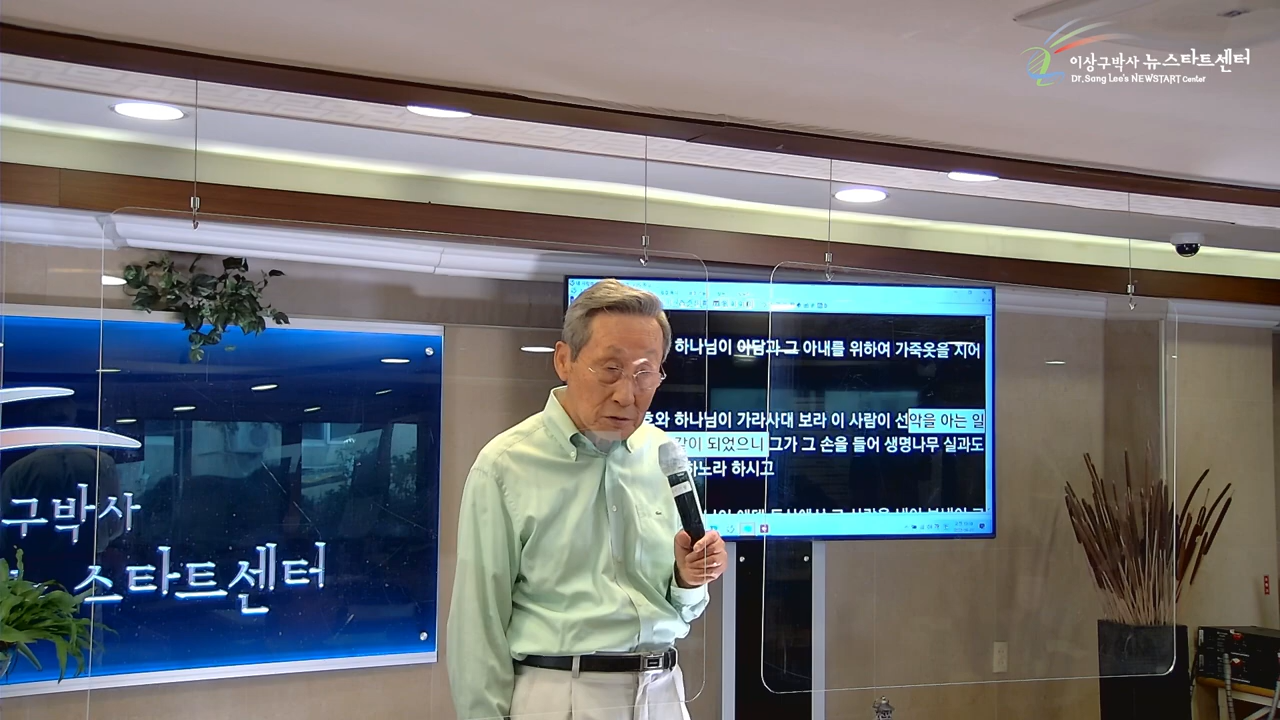 이상구박사 뉴스타트센터
Dr. Sang Lee's NEWSTART Center
하나님이 아담과 그 아내를 위하여 가죽옷을 지어
호와 하나님이 가라사대 보라 이 사람이 선악을 아는 일
같이 되었으니 그가 그 손을 들어 생명나무 실과도
하노라 하시고
구박사
스타트센터